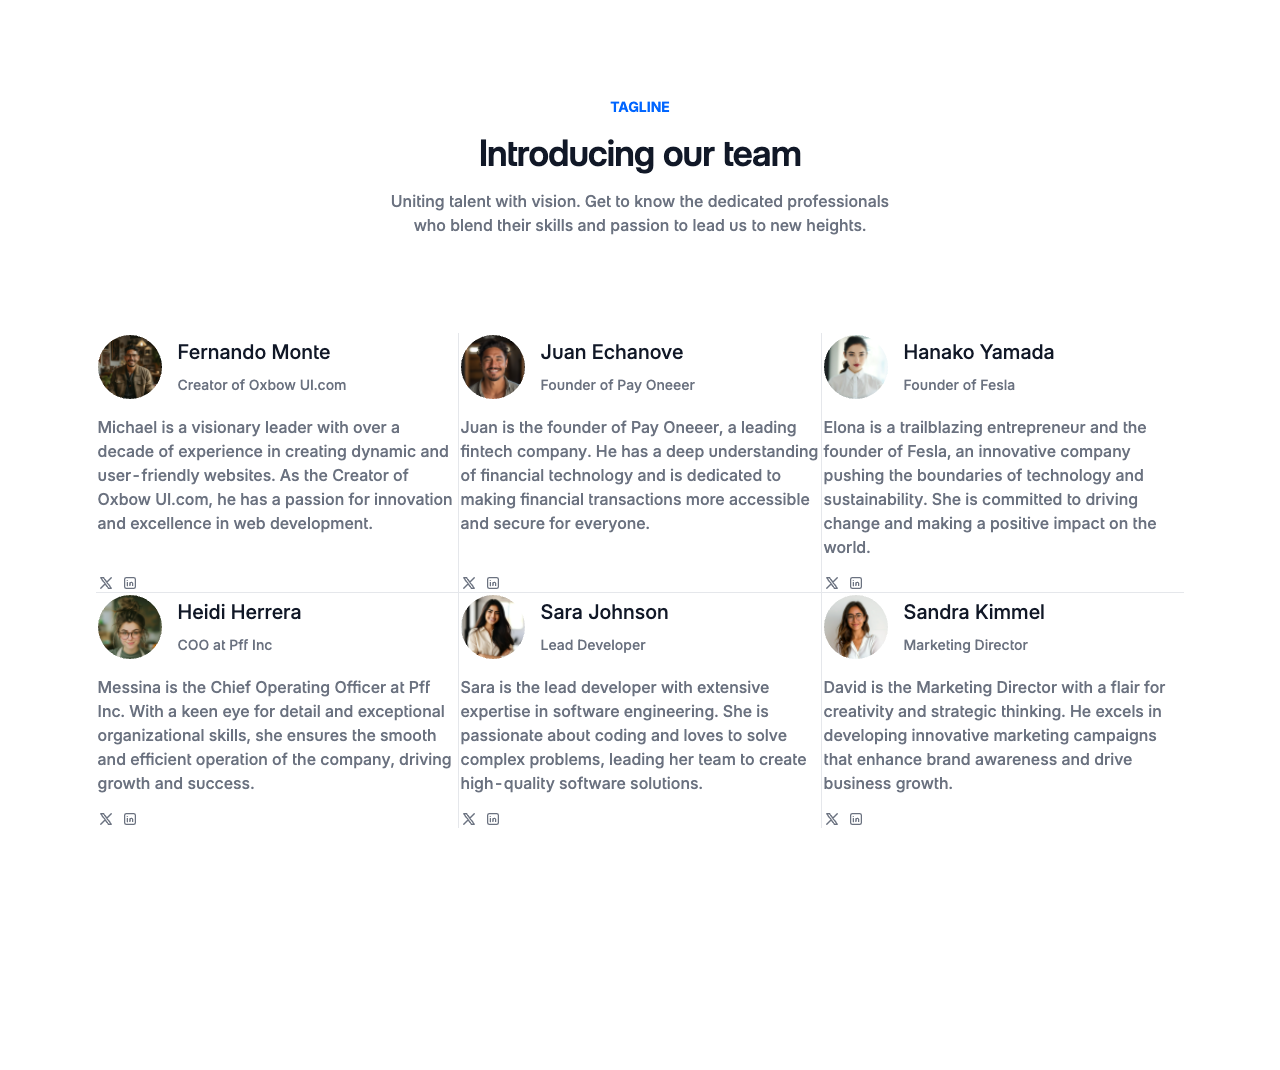 TAGLINE
Introducing our team
Uniting talent with vision. Get to know the dedicated professionals
who blend their skills and passion to lead us to new heights.
Fernando Monte
Creator of Oxbow UI.com
Michael is a visionary leader with over a
decade of experience in creating dynamic and
user-friendly websites. As the Creator of
Oxbow UI.com, he has a passion for innovation
and excellence in web development.
Juan Echanove
Founder of Pay Oneeer
Juan is the founder of Pay Oneeer, a leading
fintech company. He has a deep understanding
of financial technology and is dedicated to
making financial transactions more accessible
and secure for everyone.
Hanako Yamada
Founder of Fesla
Elona is a trailblazing entrepreneur and the
founder of Fesla, an innovative company
pushing the boundaries of technology and
sustainability. She is committed to driving
change and making a positive impact on the
world.
Heidi Herrera
COO at Pff Inc
Messina is the Chief Operating Officer at Pff
Inc. With a keen eye for detail and exceptional
organizational skills, she ensures the smooth
and efficient operation of the company, driving
growth and success.
Sara Johnson
Lead Developer
Sara is the lead developer with extensive
expertise in software engineering. She is
passionate about coding and loves to solve
complex problems, leading her team to create
high-quality software solutions.
Sandra Kimmel
Marketing Director
David is the Marketing Director with a flair for
creativity and strategic thinking. He excels in
developing innovative marketing campaigns
that enhance brand awareness and drive
business growth.